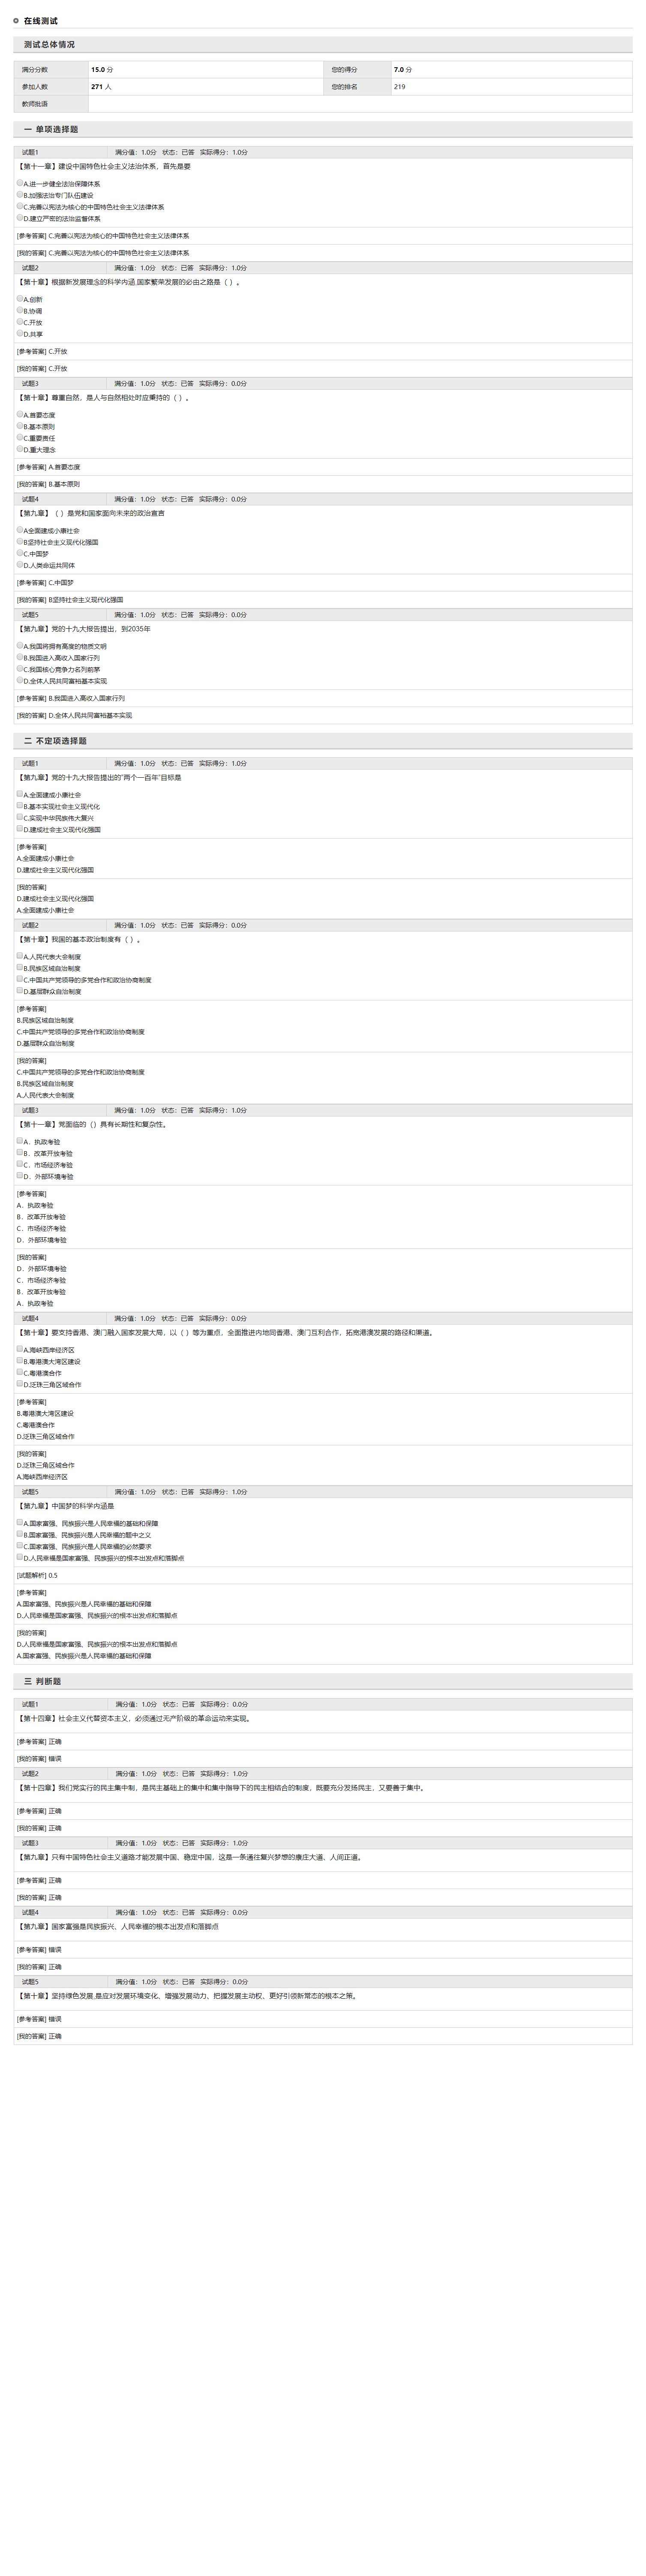 在线测试
测试总体情况
满分分数 15.0 分 您的得分 7.0 分
参加人数 271 人 您的排名 219
教师批语
一 单项选择题
试题1 满分值：1.0分 状态：已答 实际得分：1.0分
【第十一章】建设中国特色社会主义法治体系，首先是要
A.进一步健全法治保障体系
B.加强法治专门队伍建设
C.完善以宪法为核心的中国特色社会主义法律体系
D.建立严密的法治监督体系
[参考答案] C.完善以宪法为核心的中国特色社会主义法律体系
[我的答案] C.完善以宪法为核心的中国特色社会主义法律体系
试题2 满分值：1.0分 状态：已答 实际得分：1.0分
【第十章】根据新发展理念的科学内涵,国家繁荣发展的必由之路是（ ）。
A.创新
B.协调
C.开放
D.共享
[参考答案] C.开放
[我的答案] C.开放
试题3 满分值：1.0分 状态：已答 实际得分：0.0分
【第十章】尊重自然，是人与自然相处时应秉持的（ ）。
A.首要态度
B.基本原则
C.重要责任
D.重大理念
[参考答案] A.首要态度
[我的答案] B.基本原则
试题4 满分值：1.0分 状态：已答 实际得分：0.0分
【第九章】（ ）是党和国家面向未来的政治宣言
A全面建成小康社会
B坚持社会主义现代化强国
C.中国梦
D.人类命运共同体
[参考答案] C.中国梦
[我的答案] B坚持社会主义现代化强国
试题5 满分值：1.0分 状态：已答 实际得分：0.0分
【第九章】党的十九大报告提出，到2035年
A.我国将拥有高度的物质文明
B.我国进入高收入国家行列
C.我国核心竞争力名列前茅
D.全体人民共同富裕基本实现
[参考答案] B.我国进入高收入国家行列
[我的答案] D.全体人民共同富裕基本实现
二 不定项选择题
试题1 满分值：1.0分 状态：已答 实际得分：1.0分
【第九章】党的十九大报告提出的“两个一百年”目标是
A.全面建成小康社会
B.基本实现社会主义现代化
C.实现中华民族伟大复兴
D.建成社会主义现代化强国
[参考答案]
A.全面建成小康社会
D.建成社会主义现代化强国
[我的答案]
D.建成社会主义现代化强国
A.全面建成小康社会
试题2 满分值：1.0分 状态：已答 实际得分：0.0分
【第十章】我国的基本政治制度有（ ）。
A.人民代表大会制度
B.民族区域自治制度
C.中国共产党领导的多党合作和政治协商制度
D.基层群众自治制度
[参考答案]
B.民族区域自治制度
C.中国共产党领导的多党合作和政治协商制度
D.基层群众自治制度
[我的答案]
C.中国共产党领导的多党合作和政治协商制度
B.民族区域自治制度
A.人民代表大会制度
试题3 满分值：1.0分 状态：已答 实际得分：1.0分
【第十一章】党面临的（）具有长期性和复杂性。
A．执政考验
B．改革开放考验
C．市场经济考验
D．外部环境考验
[参考答案]
A．执政考验
B．改革开放考验
C．市场经济考验
D．外部环境考验
[我的答案]
D．外部环境考验
C．市场经济考验
B．改革开放考验
A．执政考验
试题4 满分值：1.0分 状态：已答 实际得分：0.0分
【第十章】要支持香港、澳门融入国家发展大局，以（ ）等为重点，全面推进内地同香港、澳门互利合作，拓宽港澳发展的路径和渠道。
A.海峡西岸经济区
B.粤港澳大湾区建设
C.粤港澳合作
D.泛珠三角区域合作
[参考答案]
B.粤港澳大湾区建设
C.粤港澳合作
D.泛珠三角区域合作
[我的答案]
D.泛珠三角区域合作
A.海峡西岸经济区
试题5 满分值：1.0分 状态：已答 实际得分：1.0分
【第九章】中国梦的科学内涵是
A.国家富强、民族振兴是人民幸福的基础和保障
B.国家富强、民族振兴是人民幸福的题中之义
C.国家富强、民族振兴是人民幸福的必然要求
D.人民幸福是国家富强、民族振兴的根本出发点和落脚点
[试题解析] 0.5
[参考答案]
A.国家富强、民族振兴是人民幸福的基础和保障
D.人民幸福是国家富强、民族振兴的根本出发点和落脚点
[我的答案]
D.人民幸福是国家富强、民族振兴的根本出发点和落脚点
A.国家富强、民族振兴是人民幸福的基础和保障
三 判断题
试题1 满分值：1.0分 状态：已答 实际得分：0.0分
【第十四章】社会主义代替资本主义，必须通过无产阶级的革命运动来实现。
[参考答案] 正确
[我的答案] 错误
试题2 满分值：1.0分 状态：已答 实际得分：1.0分
【第十四章】我们党实行的民主集中制，是民主基础上的集中和集中指导下的民主相结合的制度，既要充分发扬民主，又要善于集中。
[参考答案] 正确
[我的答案] 正确
试题3 满分值：1.0分 状态：已答 实际得分：1.0分
【第九章】只有中国特色社会主义道路才能发展中国、稳定中国，这是一条通往复兴梦想的康庄大道、人间正道。
[参考答案] 正确
[我的答案] 正确
试题4 满分值：1.0分 状态：已答 实际得分：0.0分
【第九章】国家富强是民族振兴、人民幸福的根本出发点和落脚点
[参考答案] 错误
[我的答案] 正确
试题5 满分值：1.0分 状态：已答 实际得分：0.0分
【第十章】坚持绿色发展,是应对发展环境变化、增强发展动力、把握发展主动权、更好引领新常态的根本之策。
[参考答案] 错误
[我的答案] 正确